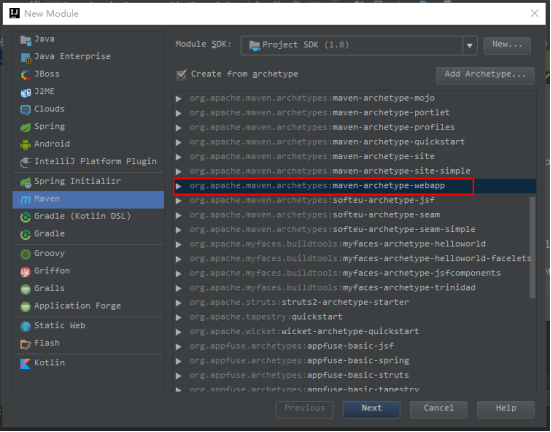 New Module
Java
Java Enterprise
JBoss
J2ME
Clouds
Spring
Android
IntelliJ Platform Plugin
Spring Initializr
Maven
Gradle (Kotlin DSL)
Gradle
Groovy
Griffon
Grails
Application Forge
Static Web
Flash
Kotlin
Module SDK: Project SDK (1.8) New...
Create from archetype Add Archetype...
org.apache.maven.archetypes:maven-archetype-mojo
org.apache.maven.archetypes:maven-archetype-portlet
org.apache.maven.archetypes:maven-archetype-profiles
org.apache.maven.archetypes:maven-archetype-quickstart
org.apache.maven.archetypes:maven-archetype-site
org.apache.maven.archetypes:maven-archetype-site-simple
org.apache.maven.archetypes:maven-archetype-webapp
org.apache.maven.archetypes:softeu-archetype-jsf
org.apache.maven.archetypes:softeu-archetype-seam
org.apache.maven.archetypes:softeu-archetype-seam-simple
org.apache.myfaces.buildtools:myfaces-archetype-helloworld
org.apache.myfaces.buildtools:myfaces-archetype-helloworld-facelets
org.apache.myfaces.buildtools:myfaces-archetype-jsfcomponents
org.apache.myfaces.buildtools:myfaces-archetype-trinidad
org.apache.struts:struts2-archetype-starter
org.apache.tapestry:quickstart
org.apache.wicket:wicket-archetype-quickstart
org.appfuse.archetypes:appfuse-basic-jsf
org.appfuse.archetypes:appfuse-basic-spring
org.appfuse.archetypes:appfuse-basic-struts
org.appfuse.archetypes:appfuse-basic-tapestry
Previous Next Cancel Help